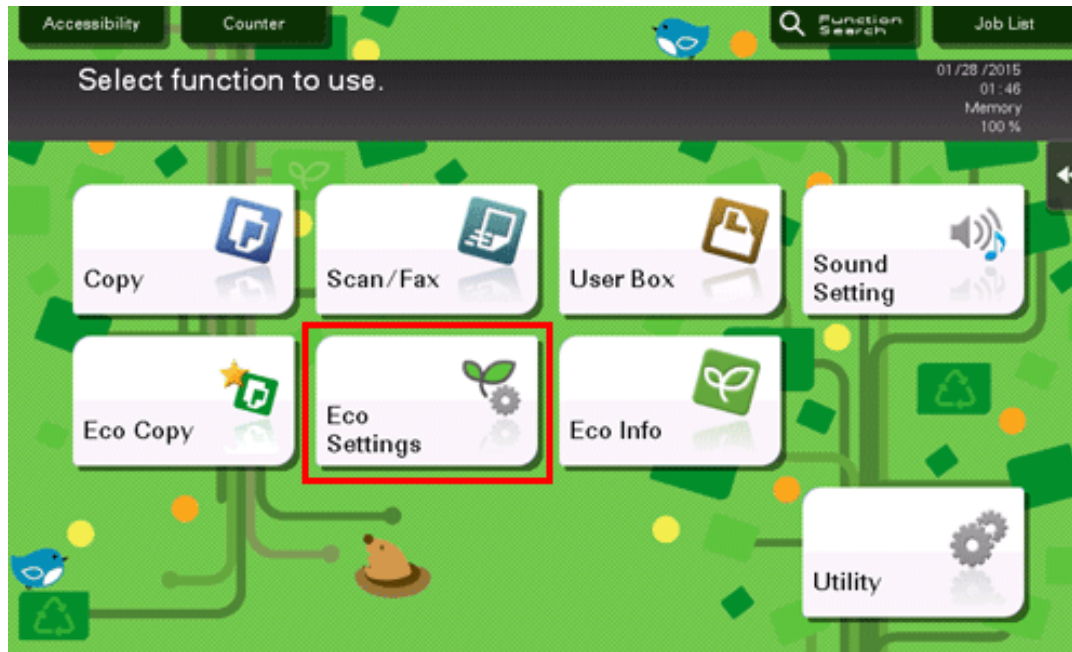 Accessibility
Counter
Function
Search
Job List
Select function to use.
01/28/2015
01:46
Memory
100 %
Copy
Scan/Fax
User Box
Sound
Setting
Eco Copy
Eco
Settings
Eco Info
Utility